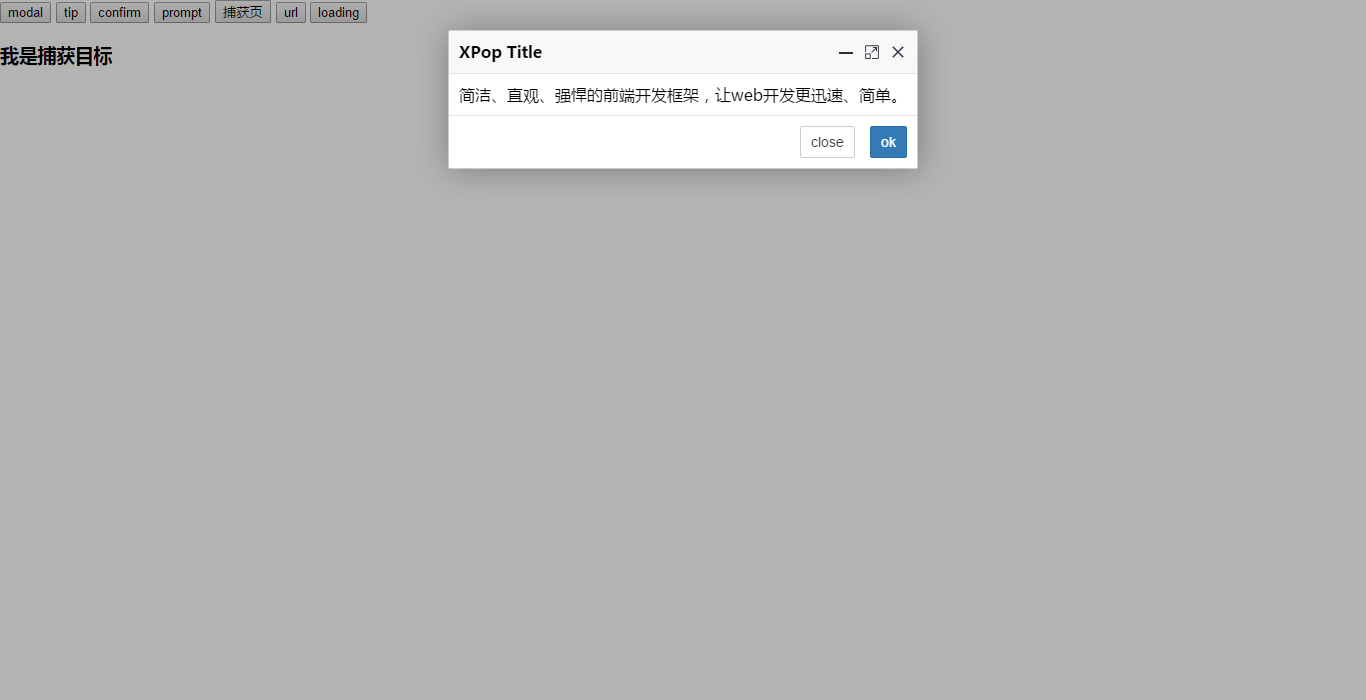 modal tip confirm prompt 捕获页 url loading
我是捕获目标
XPop Title
简洁、直观、强悍的前端开发框架，让web开发更迅速、简单。
close ok